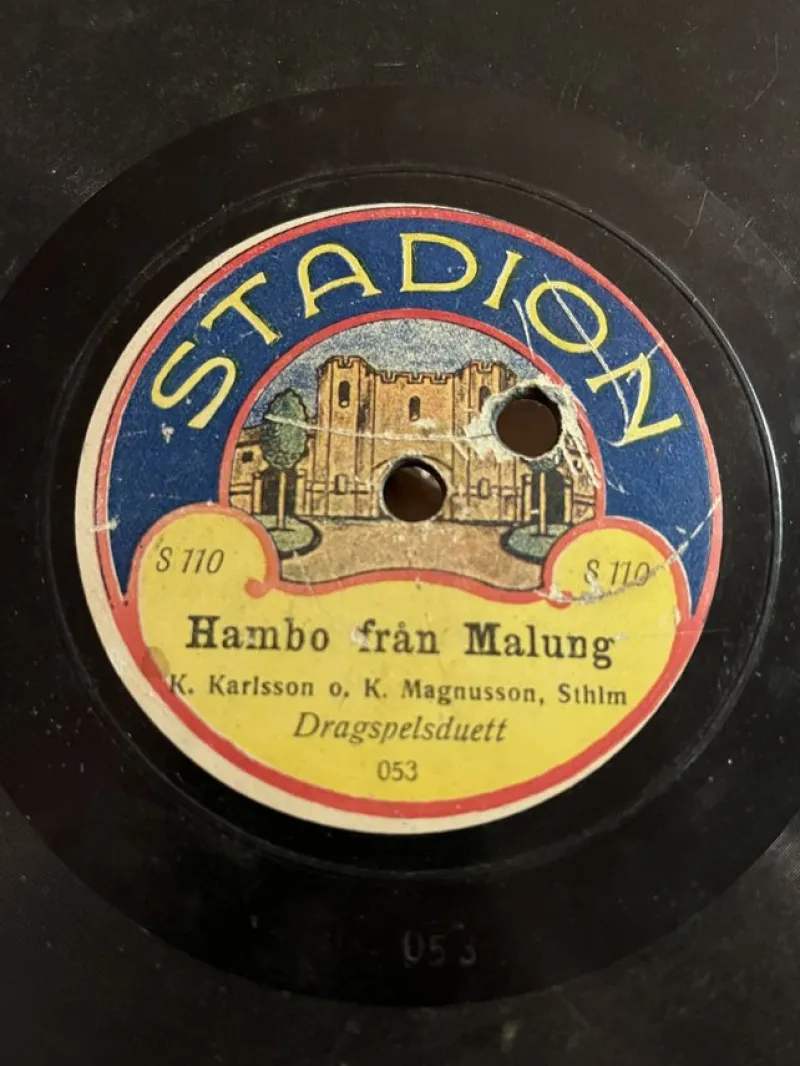 STADION
S 110
S 110
Hambo från Malung
K. Karlsson o. K. Magnusson, Sthlm
Dragspelsduett
053
053